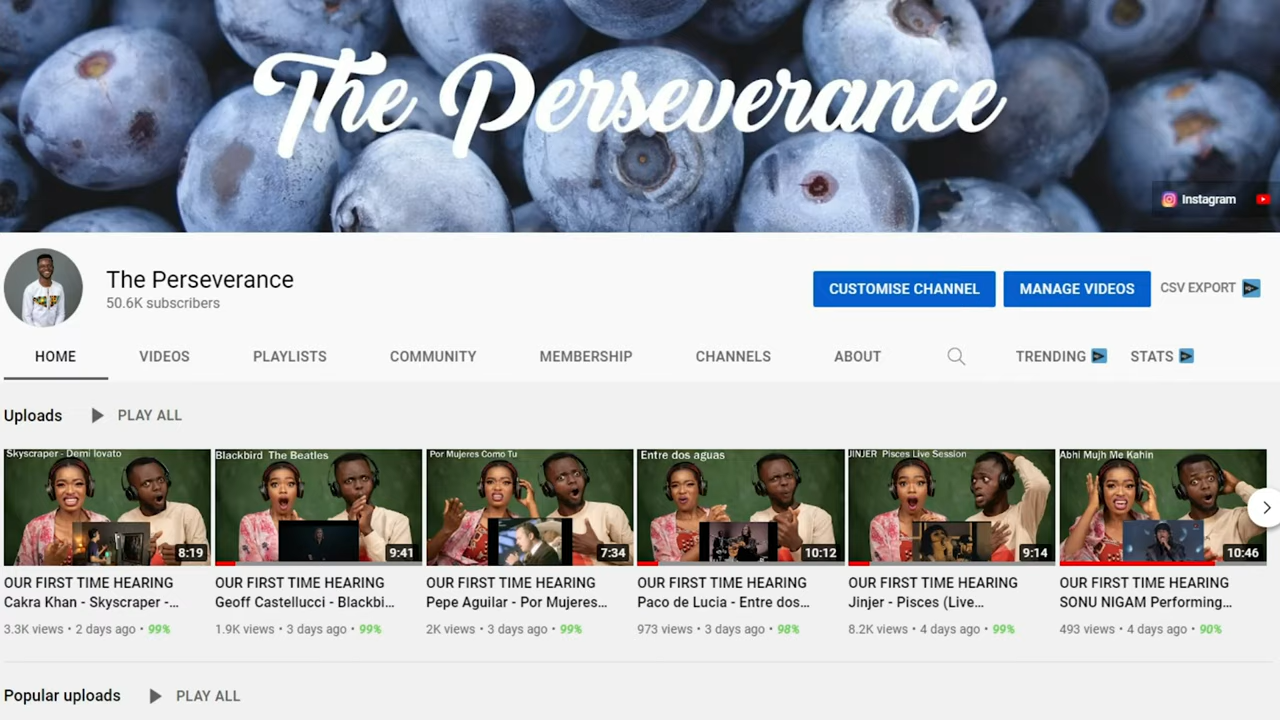 The Perseverance
Instagram
The Perseverance
50.6K subscribers
CUSTOMISE CHANNEL
MANAGE VIDEOS
CSV EXPORT
HOME
VIDEOS
PLAYLISTS
COMMUNITY
MEMBERSHIP
CHANNELS
ABOUT
TRENDING
STATS
Uploads
PLAY ALL
Skyscraper - Demi lovato
8:19
OUR FIRST TIME HEARING
Cakra Khan - Skyscraper -...
3.3K views • 2 days ago • 99%
Blackbird The Beatles
9:41
OUR FIRST TIME HEARING
Geoff Castellucci - Blackbi...
1.9K views • 3 days ago • 99%
Por Mujeres Como Tu
7:34
OUR FIRST TIME HEARING
Pepe Aguilar - Por Mujeres...
2K views • 3 days ago • 99%
Entre dos aguas
10:12
OUR FIRST TIME HEARING
Paco de Lucia - Entre dos...
973 views • 3 days ago • 98%
JINJER Pisces Live Session
9:14
OUR FIRST TIME HEARING
Jinjer - Pisces (Live...
8.2K views • 4 days ago • 99%
Abhi Mujh Me Kahin
10:46
OUR FIRST TIME HEARING
SONU NIGAM Performing...
493 views • 4 days ago • 90%
Popular uploads
PLAY ALL